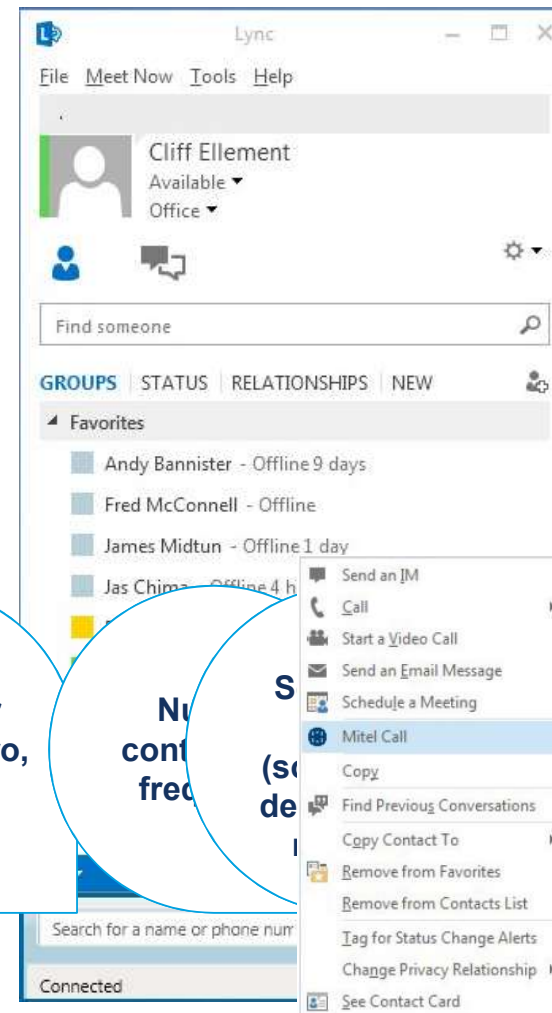 Lync
File Meet Now Tools Help
Cliff Ellement
Available
Office
Find someone
GROUPS STATUS RELATIONSHIPS NEW
Favorites
Andy Bannister - Offline 9 days
Fred McConnell - Offline
James Midtun - Offline 1 day
Jas Chima - Offline 4 h
Send an IM
Call
Start a Video Call
Send an Email Message
Schedule a Meeting
Mitel Call
Copy
Find Previous Conversations
Copy Contact To
Remove from Favorites
Remove from Contacts List
Tag for Status Change Alerts
Change Privacy Relationship
See Contact Card
Search for a name or phone num
Connected